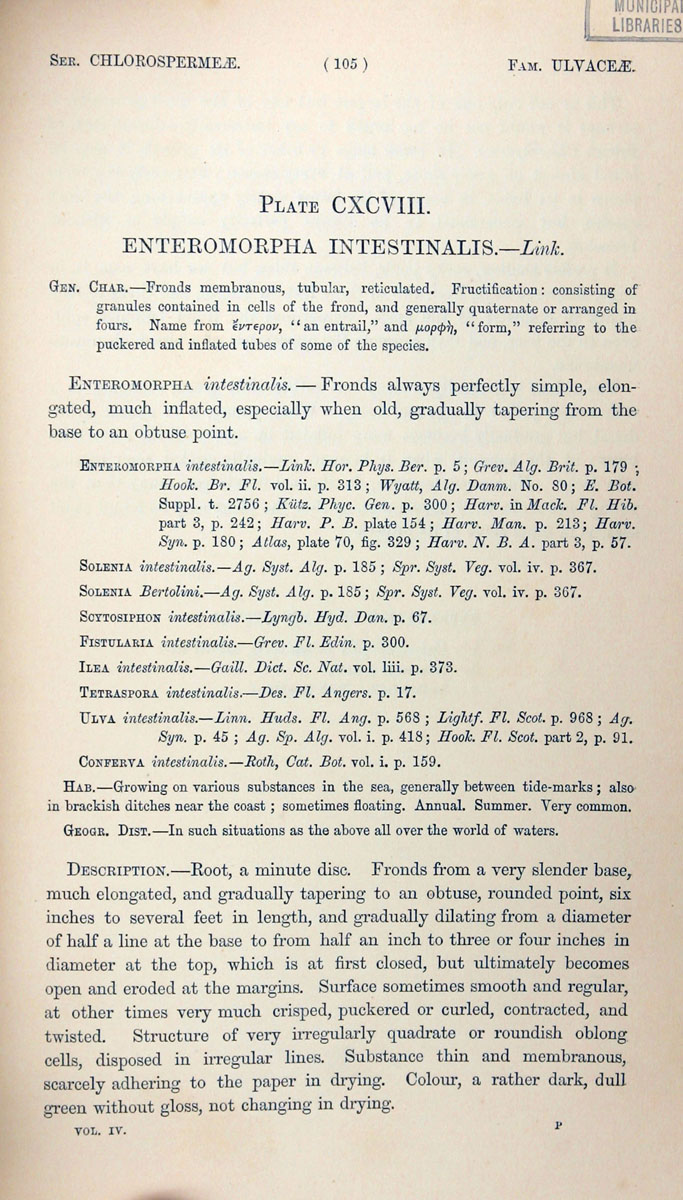 MUNICIPAL
LIBRARIES
Ser. CHLOROSPERMEÆ. (105) Fam. ULVACEÆ.
Plate CXCVIII.
ENTEROMORPHA INTESTINALIS.—Link.
Gen. Char.—Fronds membranous, tubular, reticulated. Fructification: consisting of
granules contained in cells of the frond, and generally quaternate or arranged in
fours. Name from ἔντερον, “an entrail,” and μορφὴ, “form,” referring to the
puckered and inflated tubes of some of the species.
Enteromorpha intestinalis. — Fronds always perfectly simple, elon-
gated, much inflated, especially when old, gradually tapering from the
base to an obtuse point.
Enteromorpha intestinalis.—Link. Hor. Phys. Ber. p. 5; Grev. Alg. Brit. p. 179;
Hook. Br. Fl. vol. ii. p. 313; Wyatt, Alg. Danm. No. 80; E. Bot.
Suppl. t. 2756; Kütz. Phyc. Gen. p. 300; Harv. in Mack. Fl. Hib.
part 3, p. 242; Harv. P. B. plate 154; Harv. Man. p. 213; Harv.
Syn. p. 180; Atlas, plate 70, fig. 329; Harv. N. B. A. part 3, p. 57.
Solenia intestinalis.—Ag. Syst. Alg. p. 185; Spr. Syst. Veg. vol. iv. p. 367.
Solenia Bertolini.—Ag. Syst. Alg. p. 185; Spr. Syst. Veg. vol. iv. p. 367.
Scytosiphon intestinalis.—Lyngb. Hyd. Dan. p. 67.
Fistularia intestinalis.—Grev. Fl. Edin. p. 300.
Ilea intestinalis.—Gaill. Dict. Sc. Nat. vol. liii. p. 373.
Tetraspora intestinalis.—Des. Fl. Angers. p. 17.
Ulva intestinalis.—Linn. Huds. Fl. Ang. p. 568; Lightf. Fl. Scot. p. 968; Ag.
Syn. p. 45; Ag. Sp. Alg. vol. i. p. 418; Hook. Fl. Scot. part 2, p. 91.
Conferva intestinalis.—Roth, Cat. Bot. vol. i. p. 159.
Hab.—Growing on various substances in the sea, generally between tide-marks; also
in brackish ditches near the coast; sometimes floating. Annual. Summer. Very common.
Geogr. Dist.—In such situations as the above all over the world of waters.
Description.—Root, a minute disc. Fronds from a very slender base,
much elongated, and gradually tapering to an obtuse, rounded point, six
inches to several feet in length, and gradually dilating from a diameter
of half a line at the base to from half an inch to three or four inches in
diameter at the top, which is at first closed, but ultimately becomes
open and eroded at the margins. Surface sometimes smooth and regular,
at other times very much crisped, puckered or curled, contracted, and
twisted. Structure of very irregularly quadrate or roundish oblong
cells, disposed in irregular lines. Substance thin and membranous,
scarcely adhering to the paper in drying. Colour, a rather dark, dull
green without gloss, not changing in drying.
VOL. IV. P